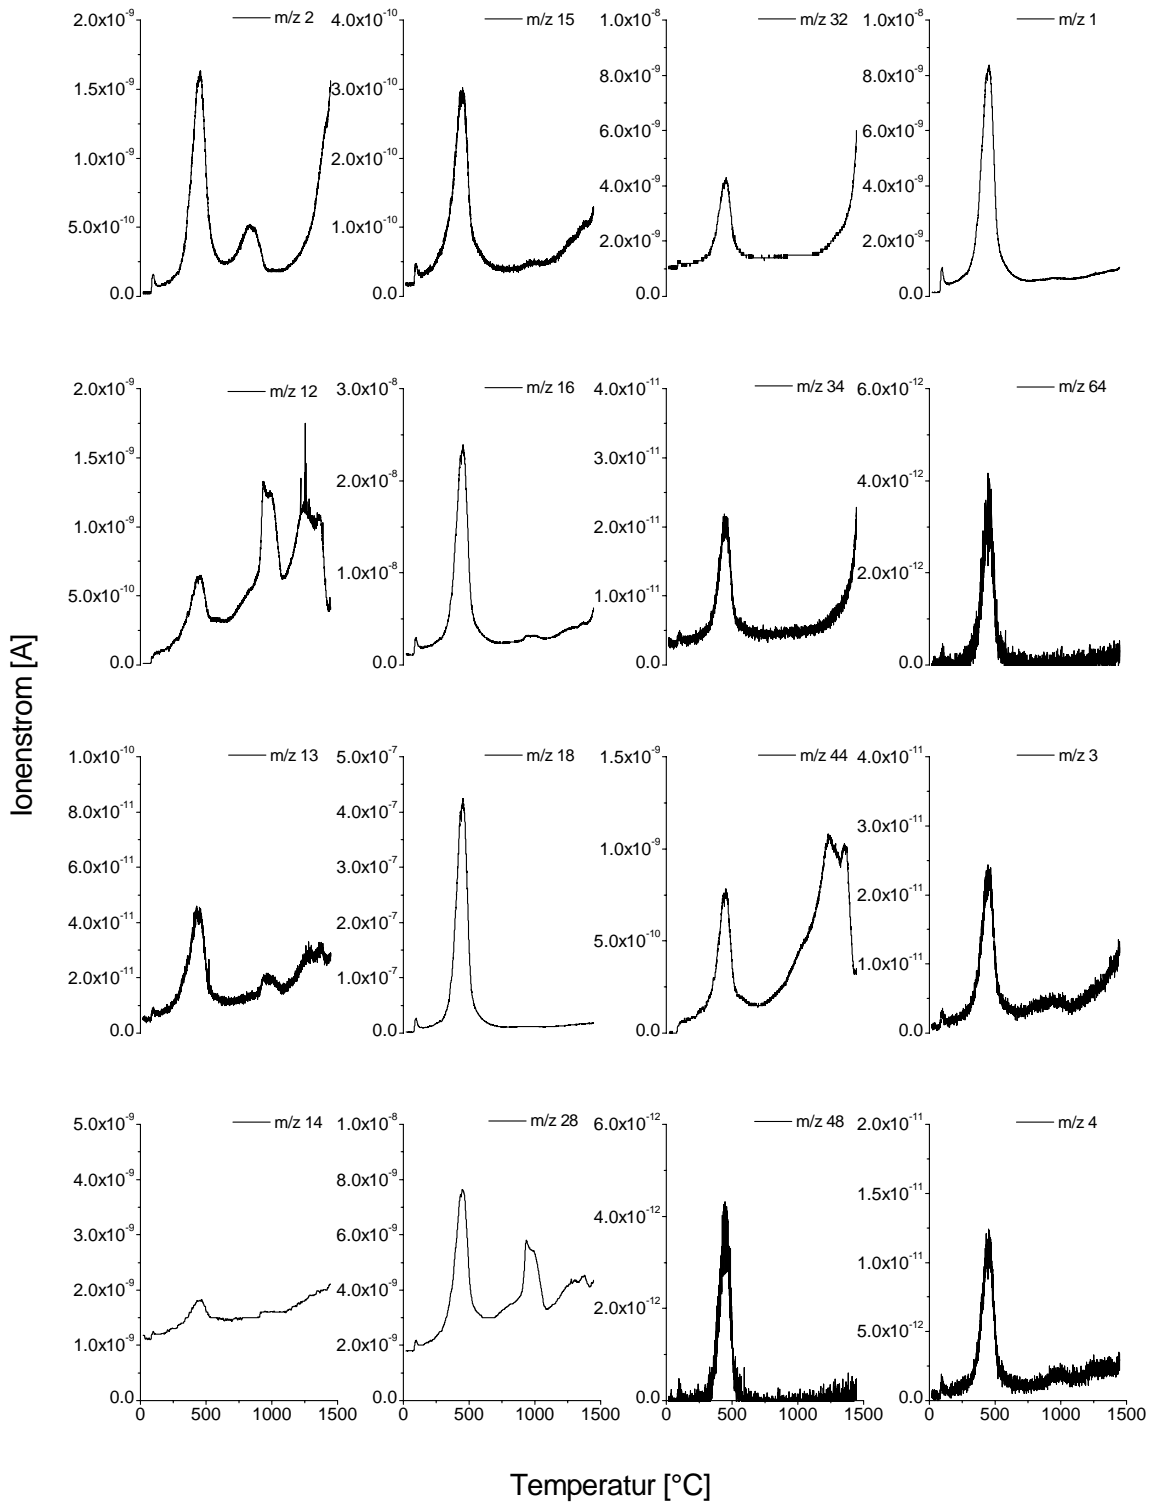 m/z 2
2.0x10⁻⁹
1.5x10⁻⁹
1.0x10⁻⁹
5.0x10⁻¹⁰
0.0
m/z 15
4.0x10⁻¹⁰
3.0x10⁻¹⁰
2.0x10⁻¹⁰
1.0x10⁻¹⁰
0.0
m/z 32
1.0x10⁻⁸
8.0x10⁻⁹
6.0x10⁻⁹
4.0x10⁻⁹
2.0x10⁻⁹
0.0
m/z 1
1.0x10⁻⁸
8.0x10⁻⁹
6.0x10⁻⁹
4.0x10⁻⁹
2.0x10⁻⁹
0.0
m/z 12
2.0x10⁻⁹
1.5x10⁻⁹
1.0x10⁻⁹
5.0x10⁻¹⁰
0.0
m/z 16
3.0x10⁻⁸
2.0x10⁻⁸
1.0x10⁻⁸
0.0
m/z 34
4.0x10⁻¹¹
3.0x10⁻¹¹
2.0x10⁻¹¹
1.0x10⁻¹¹
0.0
m/z 64
6.0x10⁻¹²
4.0x10⁻¹²
2.0x10⁻¹²
0.0
Ionenstrom [A]
m/z 13
1.0x10⁻¹⁰
8.0x10⁻¹¹
6.0x10⁻¹¹
4.0x10⁻¹¹
2.0x10⁻¹¹
0.0
m/z 18
5.0x10⁻⁷
4.0x10⁻⁷
3.0x10⁻⁷
2.0x10⁻⁷
1.0x10⁻⁷
0.0
m/z 44
1.5x10⁻⁹
1.0x10⁻⁹
5.0x10⁻¹⁰
0.0
m/z 3
4.0x10⁻¹¹
3.0x10⁻¹¹
2.0x10⁻¹¹
1.0x10⁻¹¹
0.0
m/z 14
5.0x10⁻⁹
4.0x10⁻⁹
3.0x10⁻⁹
2.0x10⁻⁹
1.0x10⁻⁹
0.0
0 500 1000 1500
m/z 28
1.0x10⁻⁸
8.0x10⁻⁹
6.0x10⁻⁹
4.0x10⁻⁹
2.0x10⁻⁹
0.0
0 500 1000 1500
m/z 48
6.0x10⁻¹²
4.0x10⁻¹²
2.0x10⁻¹²
0.0
0 500 1000 1500
m/z 4
2.0x10⁻¹¹
1.5x10⁻¹¹
1.0x10⁻¹¹
5.0x10⁻¹²
0.0
0 500 1000 1500
Temperatur [°C]